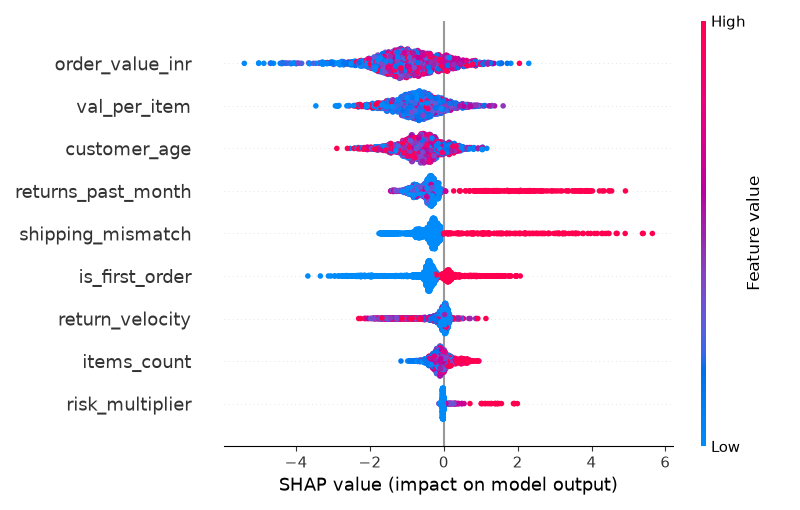 High
order_value_inr
val_per_item
customer_age
returns_past_month
shipping_mismatch
is_first_order
return_velocity
items_count
risk_multiplier
Feature value
Low
−4 −2 0 2 4 6
SHAP value (impact on model output)